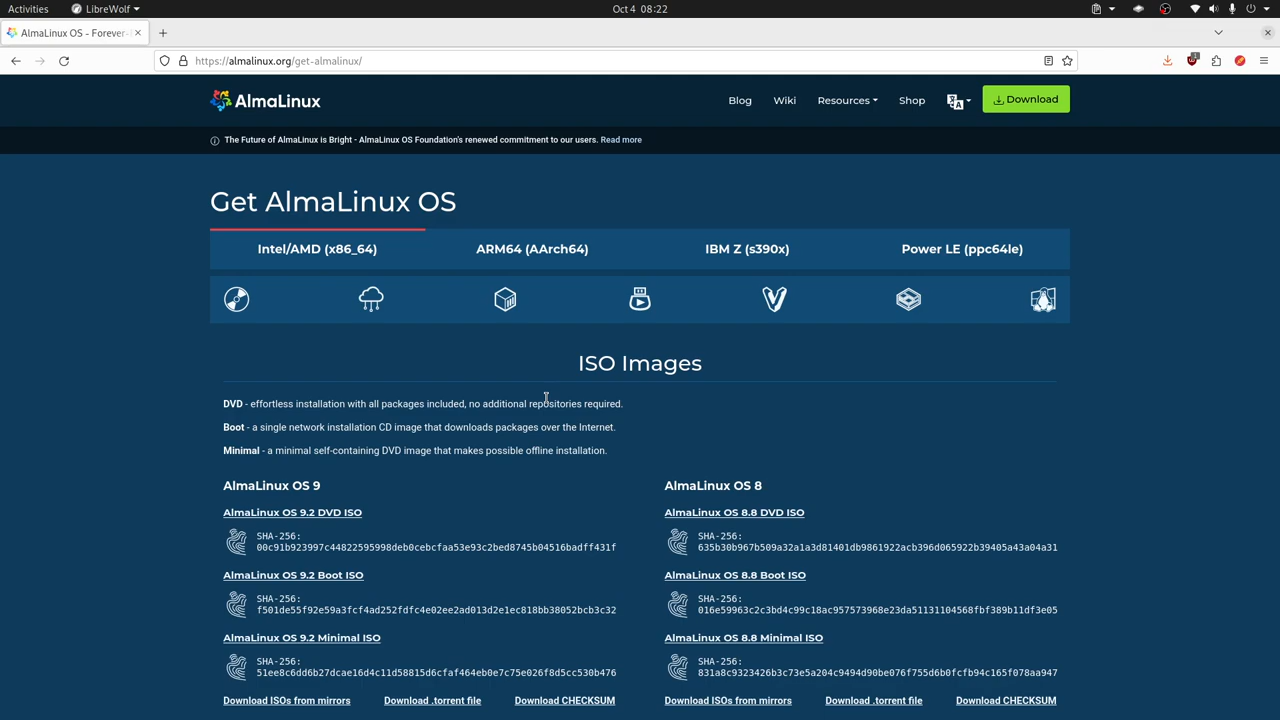 Activities
LibreWolf
Oct 4 08:22
AlmaLinux OS - Forever-
https://almalinux.org/get-almalinux/
AlmaLinux
Blog
Wiki
Resources
Shop
Download
The Future of AlmaLinux is Bright - AlmaLinux OS Foundation's renewed commitment to our users. Read more
Get AlmaLinux OS
Intel/AMD (x86_64)
ARM64 (AArch64)
IBM Z (s390x)
Power LE (ppc64le)
ISO Images
DVD - effortless installation with all packages included, no additional repositories required.
Boot - a single network installation CD image that downloads packages over the Internet.
Minimal - a minimal self-containing DVD image that makes possible offline installation.
AlmaLinux OS 9
AlmaLinux OS 9.2 DVD ISO
SHA-256:
00c91b923997c44822595998deb0cebcfaa53e93c2bed8745b04516badff431f
AlmaLinux OS 9.2 Boot ISO
SHA-256:
f501de55f92e59a3fcf4ad252fdfc4e02ee2ad013d2e1ec818bb38052bcb3c32
AlmaLinux OS 9.2 Minimal ISO
SHA-256:
51ee8c6dd6b27dcae16d4c11d58815d6cfaf464eb0e7c75e026f8d5cc530b476
Download ISOs from mirrors
Download .torrent file
Download CHECKSUM
AlmaLinux OS 8
AlmaLinux OS 8.8 DVD ISO
SHA-256:
635b30b967b509a32a1a3d81401db9861922acb396d065922b39405a43a04a31
AlmaLinux OS 8.8 Boot ISO
SHA-256:
016e59963c2c3bd4c99c18ac957573968e23da51131104568fbf389b11df3e05
AlmaLinux OS 8.8 Minimal ISO
SHA-256:
831a8c9323426b3c73e5a204c9494d90be076f755d6b0fcfb94c165f078aa947
Download ISOs from mirrors
Download .torrent file
Download CHECKSUM